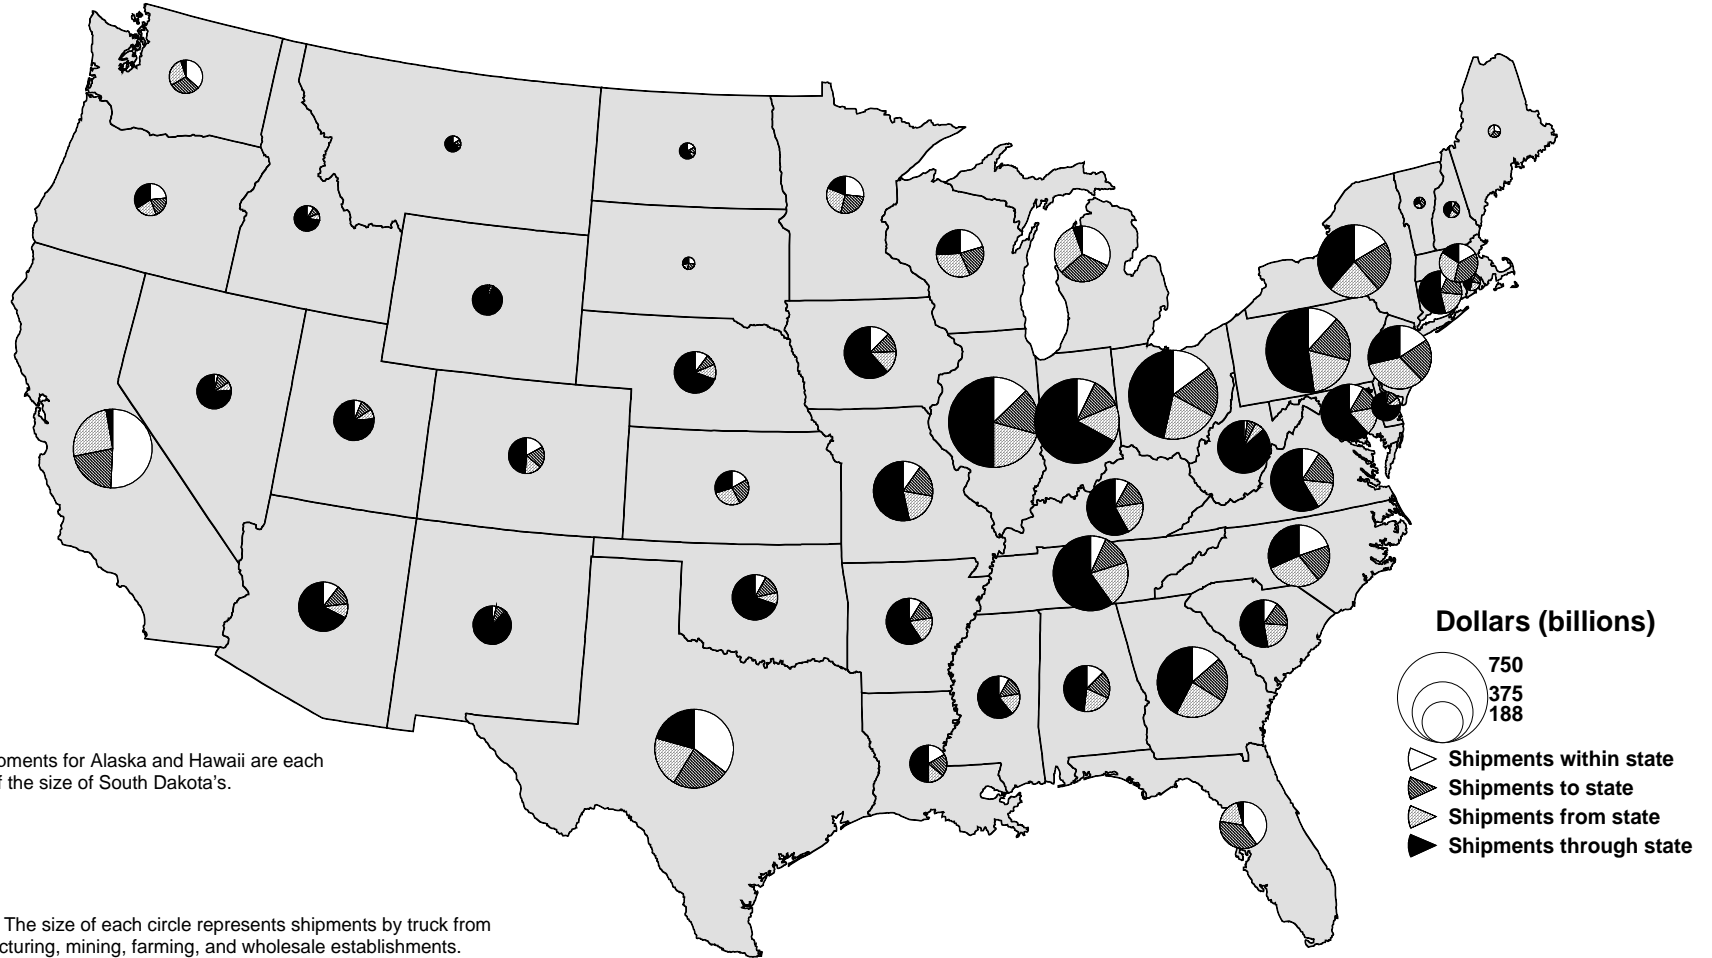 Dollars (billions)
750
375
188
Shipments within state
Shipments to state
Shipments from state
Shipments through state
for Alaska and Hawaii are each
the size of South Dakota's.
The size of each circle represents shipments by truck from
mining, farming, and wholesale establishments.